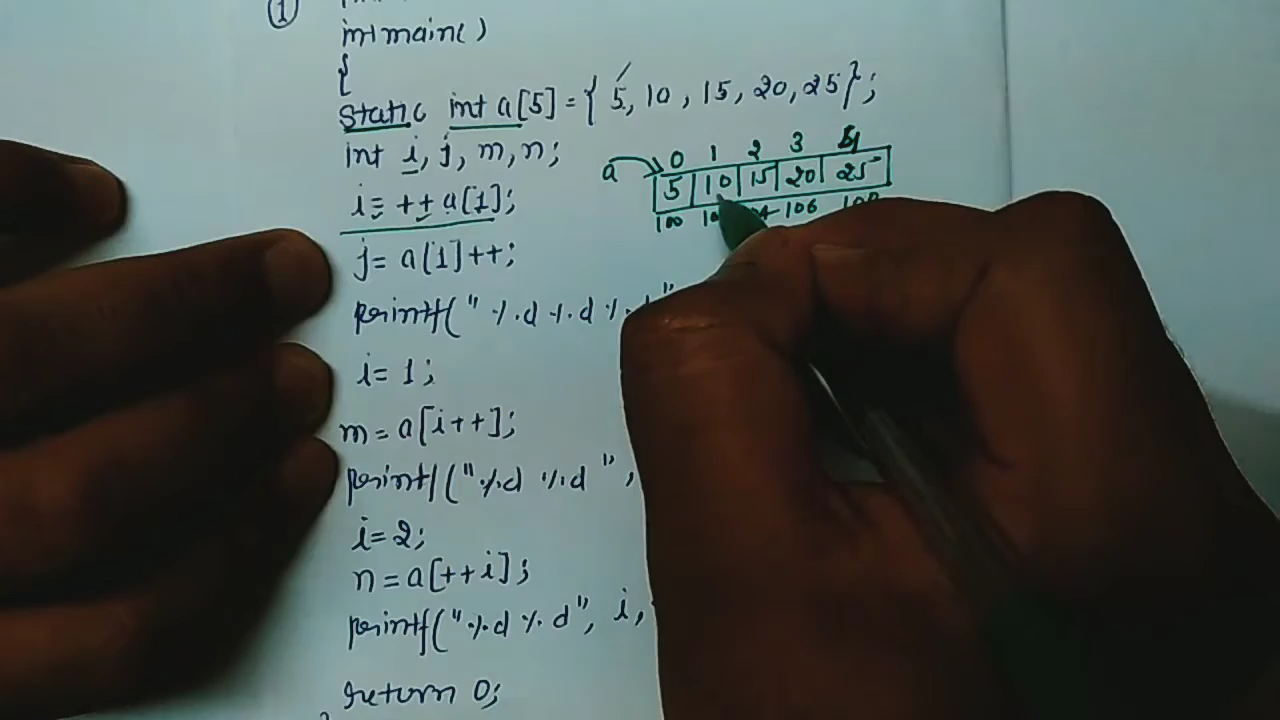 ①
int main()
{
static int a[5] = { 5, 10, 15, 20, 25};
int i, j, m, n;
i = ++ a[1];
j = a[1]++;
printf(" %d %d %d"
i = 1;
m = a[i++];
printf("%d %d ",
i = 2;
n = a[++i];
printf("%d %d", i,
return 0;
0 1 2 3 4
a 5 10 15 20 25
100 106